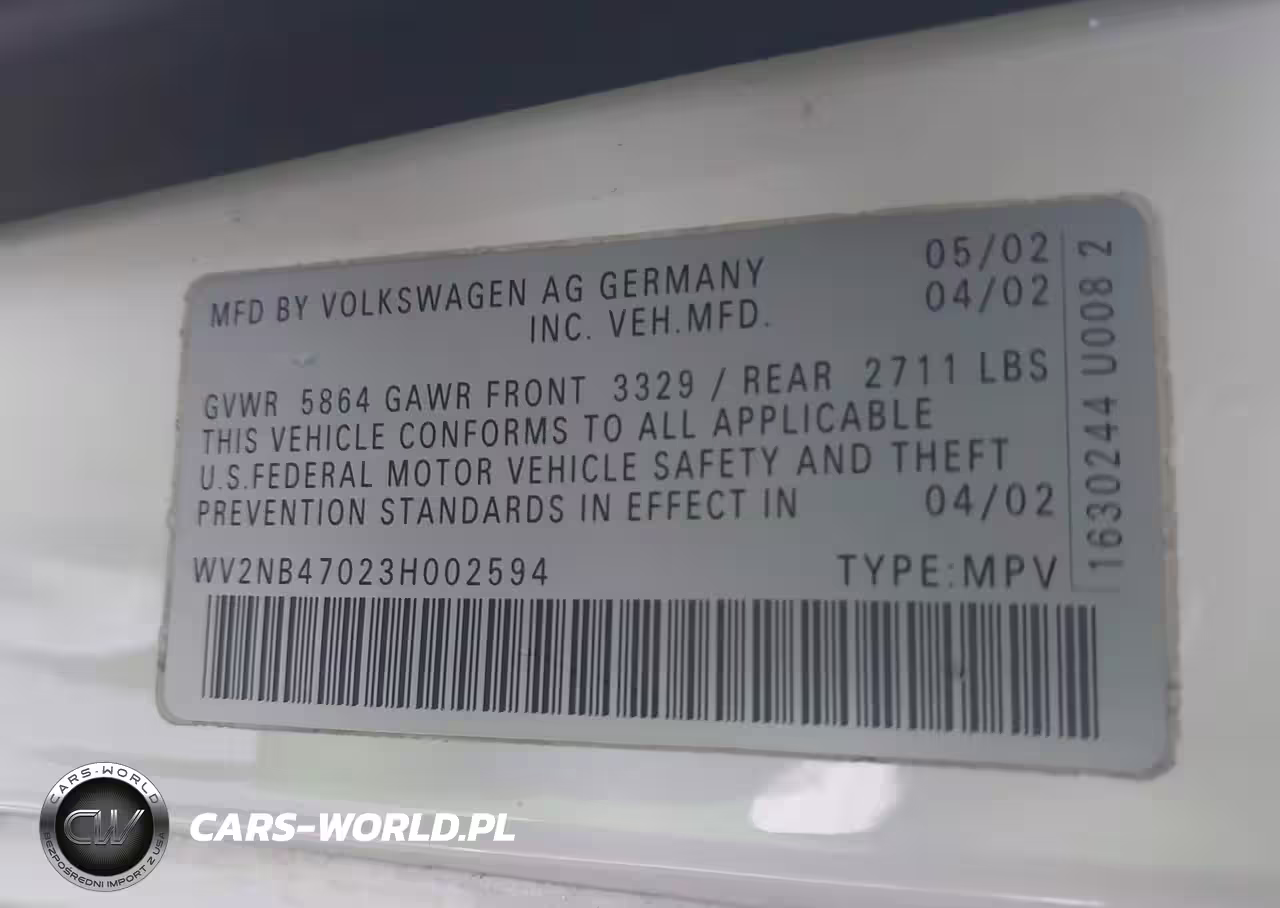 MFD BY VOLKSWAGEN AG GERMANY 05/02
INC. VEH.MFD. 04/02
GVWR 5864 GAWR FRONT 3329 / REAR 2711 LBS
THIS VEHICLE CONFORMS TO ALL APPLICABLE
U.S.FEDERAL MOTOR VEHICLE SAFETY AND THEFT
PREVENTION STANDARDS IN EFFECT IN 04/02
WV2NB47023H002594 TYPE:MPV
16302444 U008 2
CARS-WORLD
CW
BEZPOŚREDNI IMPORT Z USA
CARS-WORLD.PL